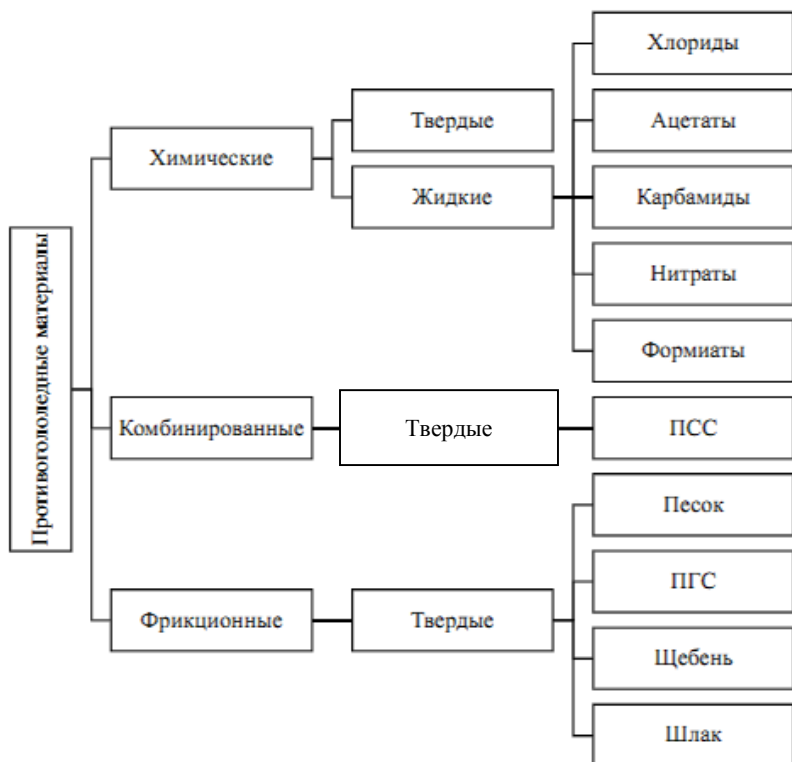 Противогололедные материалы
Химические
Твердые
Жидкие
Хлориды
Ацетаты
Карбамиды
Нитраты
Формиаты
Комбинированные
Твердые
ПСС
Фрикционные
Твердые
Песок
ПГС
Щебень
Шлак